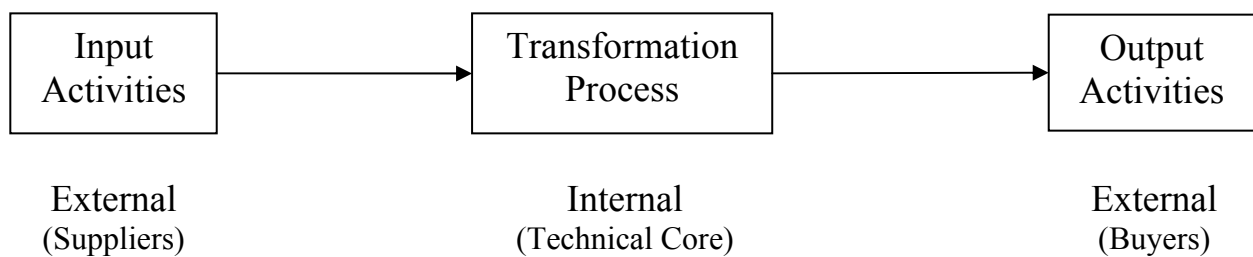 Input
Activities
Transformation
Process
Output
Activities
External
(Suppliers)
Internal
(Technical Core)
External
(Buyers)